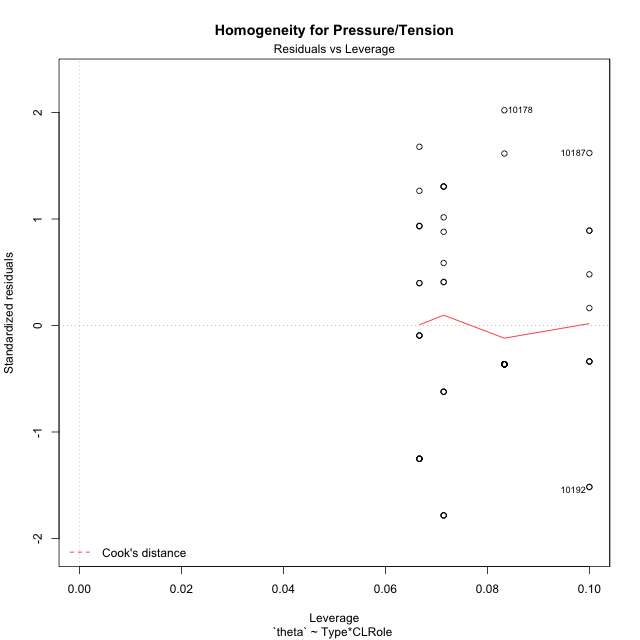 Homogeneity for Pressure/Tension
Residuals vs Leverage
2
1
0
-1
-2
Standardized residuals
10178
10187
10192
Cook's distance
0.00 0.02 0.04 0.06 0.08 0.10
Leverage
`theta` ~ Type*CLRole